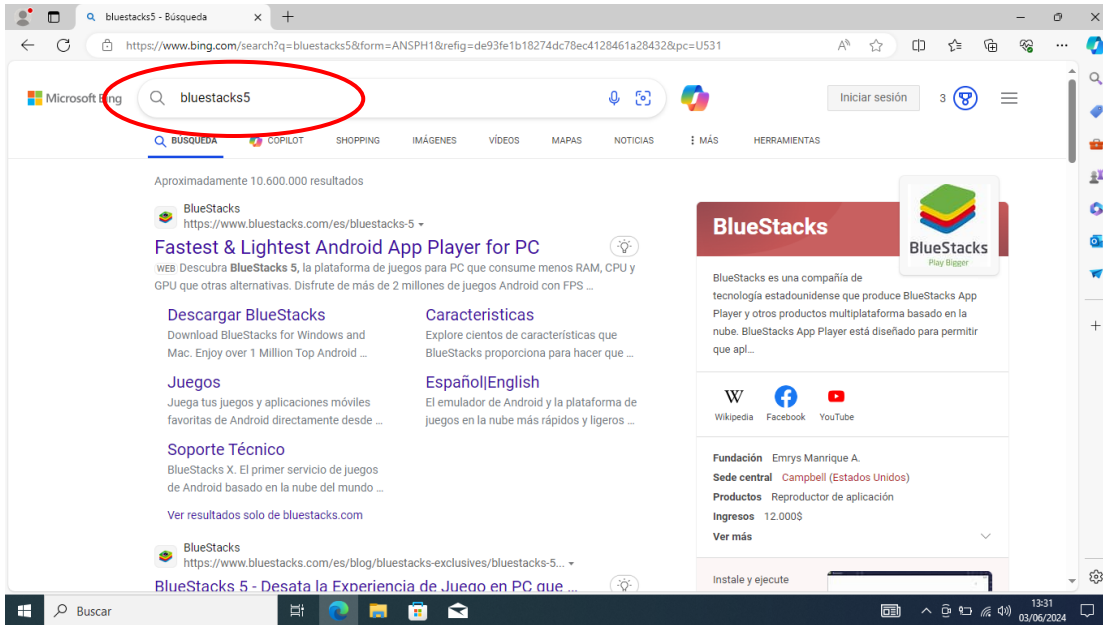 bluestacks5 - Búsqueda
https://www.bing.com/search?q=bluestacks5&form=ANSPH1&refig=de93fe1b18274dc78ec4128461a28432&pc=U531
Microsoft Bing
bluestacks5
Iniciar sesión
3
BÚSQUEDA
COPILOT
SHOPPING
IMÁGENES
VÍDEOS
MAPAS
NOTICIAS
MÁS
HERRAMIENTAS
Aproximadamente 10.600.000 resultados
BlueStacks
https://www.bluestacks.com/es/bluestacks-5
Fastest & Lightest Android App Player for PC
WEB Descubra BlueStacks 5, la plataforma de juegos para PC que consume menos RAM, CPU y
GPU que otras alternativas. Disfrute de más de 2 millones de juegos Android con FPS ...
Descargar BlueStacks
Download BlueStacks for Windows and
Mac. Enjoy over 1 Million Top Android ...
Caracteristicas
Explore cientos de características que
BlueStacks proporciona para hacer que ...
Juegos
Juega tus juegos y aplicaciones móviles
favoritas de Android directamente desde ...
Español|English
El emulador de Android y la plataforma de
juegos en la nube más rápidos y ligeros ...
Soporte Técnico
BlueStacks X. El primer servicio de juegos
de Android basado en la nube del mundo ...
Ver resultados solo de bluestacks.com
BlueStacks
https://www.bluestacks.com/es/blog/bluestacks-exclusives/bluestacks-5...
BlueStacks 5 - Desata la Experiencia de Juego en PC que ...
BlueStacks
BlueStacks
Play Bigger
BlueStacks es una compañía de
tecnología estadounidense que produce BlueStacks App
Player y otros productos multiplataforma basado en la
nube. BlueStacks App Player está diseñado para permitir
que apl...
Wikipedia
Facebook
YouTube
Fundación Emrys Manrique A.
Sede central Campbell (Estados Unidos)
Productos Reproductor de aplicación
Ingresos 12.000$
Ver más
Instale y ejecute
Buscar
13:31
03/06/2024